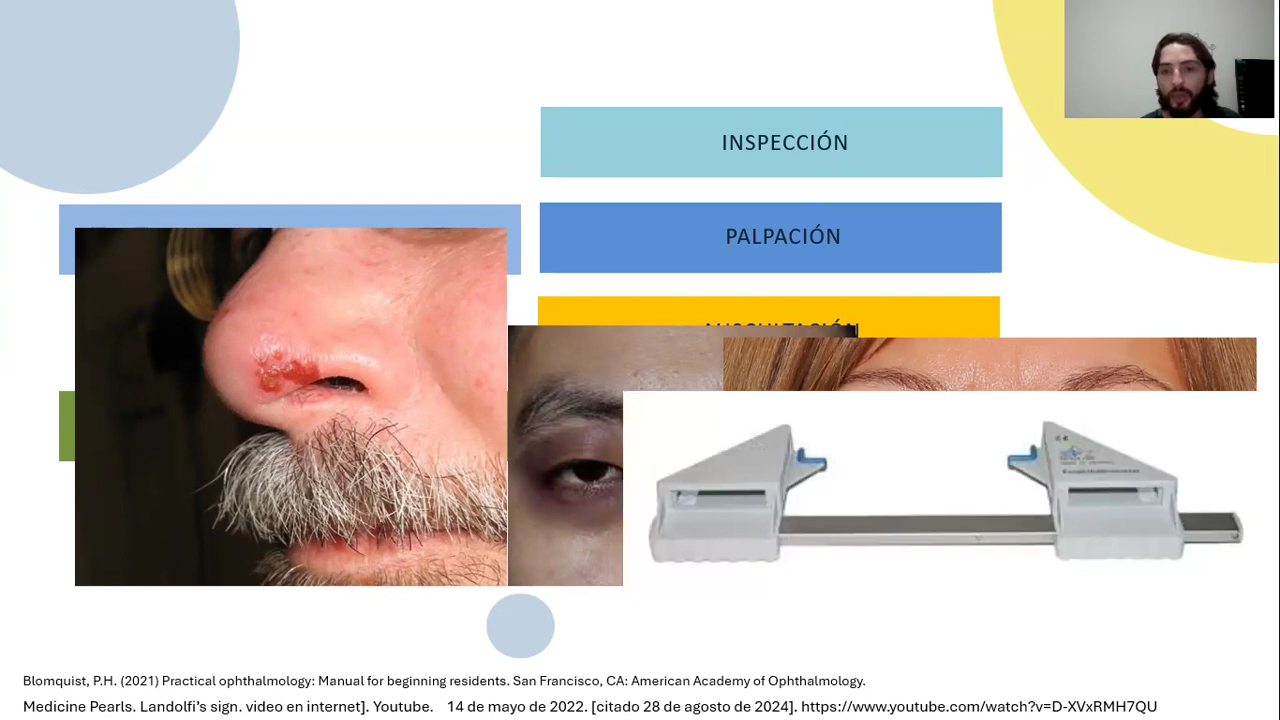 INSPECCIÓN
PALPACIÓN
AUSCULTACIÓN
Blomquist, P.H. (2021) Practical ophthalmology: Manual for beginning residents. San Francisco, CA: American Academy of Ophthalmology.
Medicine Pearls. Landolfi's sign. video en internet]. Youtube. 14 de mayo de 2022. [citado 28 de agosto de 2024]. https://www.youtube.com/watch?v=D-XVxRMH7QU